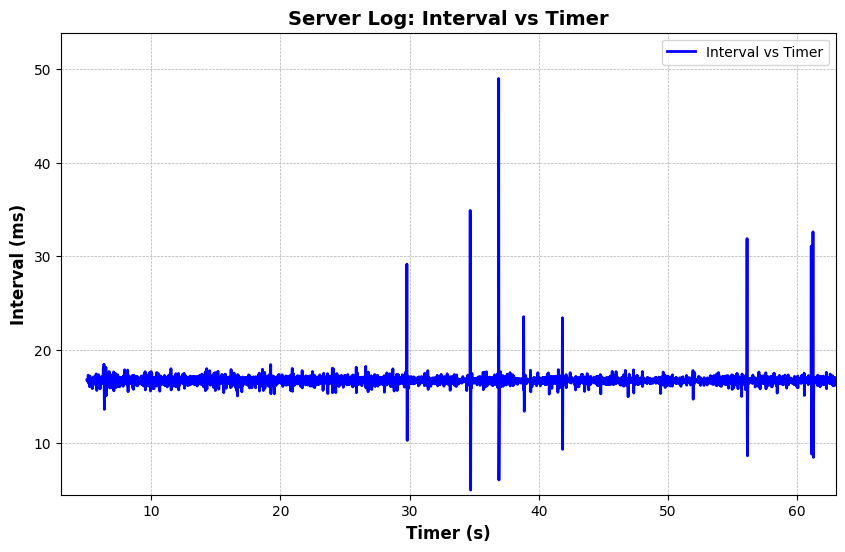 Server Log: Interval vs Timer
Interval vs Timer
50
40
30
20
10
Interval (ms)
10 20 30 40 50 60
Timer (s)